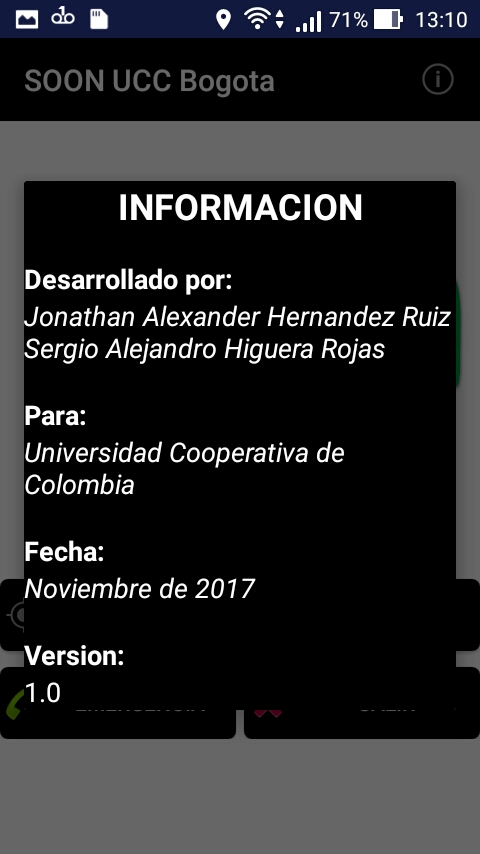 71% 13:10
SOON UCC Bogota
INFORMACION
Desarrollado por:
Jonathan Alexander Hernandez Ruiz
Sergio Alejandro Higuera Rojas
Para:
Universidad Cooperativa de
Colombia
Fecha:
Noviembre de 2017
Version:
1.0